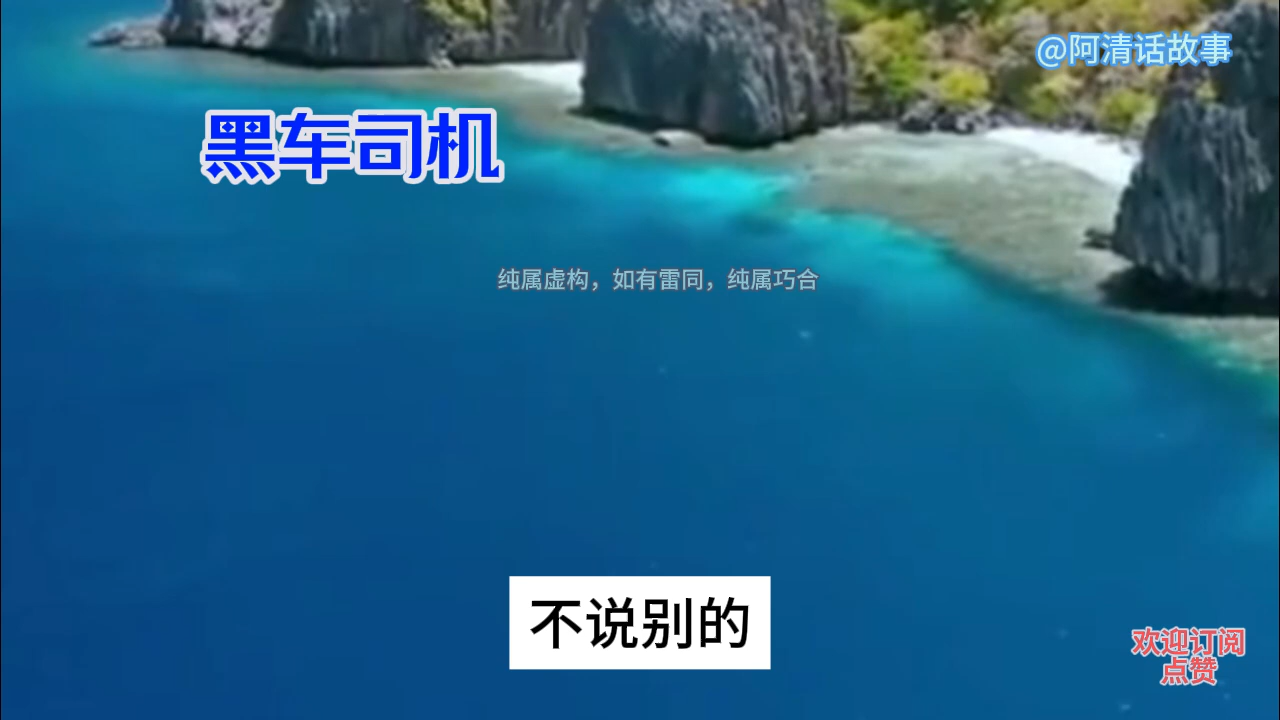 @阿清话故事
黑车司机
纯属虚构，如有雷同，纯属巧合
不说别的
欢迎订阅
点赞